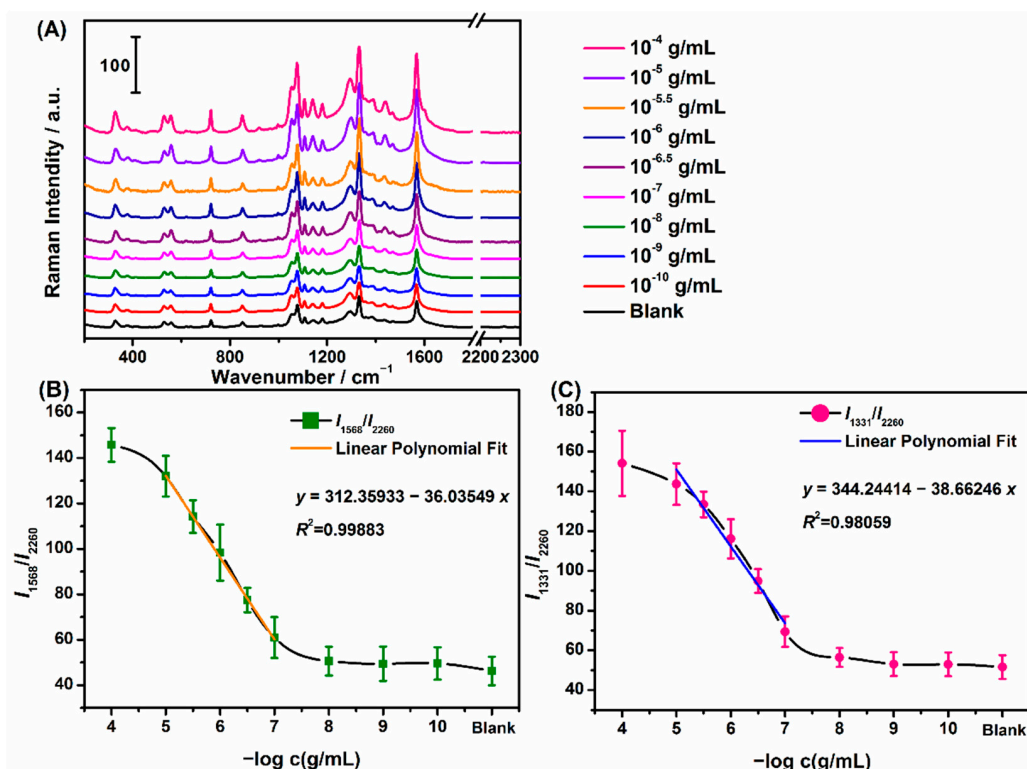 (A)
100
Raman Intendity / a.u.
400 800 1200 1600 2200 2300
Wavenumber / cm⁻¹
10⁻⁴ g/mL
10⁻⁵ g/mL
10⁻⁵·⁵ g/mL
10⁻⁶ g/mL
10⁻⁶·⁵ g/mL
10⁻⁷ g/mL
10⁻⁸ g/mL
10⁻⁹ g/mL
10⁻¹⁰ g/mL
Blank
(B)
I₁₅₆₈/I₂₂₆₀
160
140
120
100
80
60
40
I₁₅₆₈/I₂₂₆₀
Linear Polynomial Fit
y = 312.35933 − 36.03549 x
R²=0.99883
4 5 6 7 8 9 10 Blank
−log c(g/mL)
(C)
I₁₃₃₁/I₂₂₆₀
180
160
140
120
100
80
60
40
I₁₃₃₁/I₂₂₆₀
Linear Polynomial Fit
y = 344.24414 − 38.66246 x
R²=0.98059
4 5 6 7 8 9 10 Blank
−log c(g/mL)